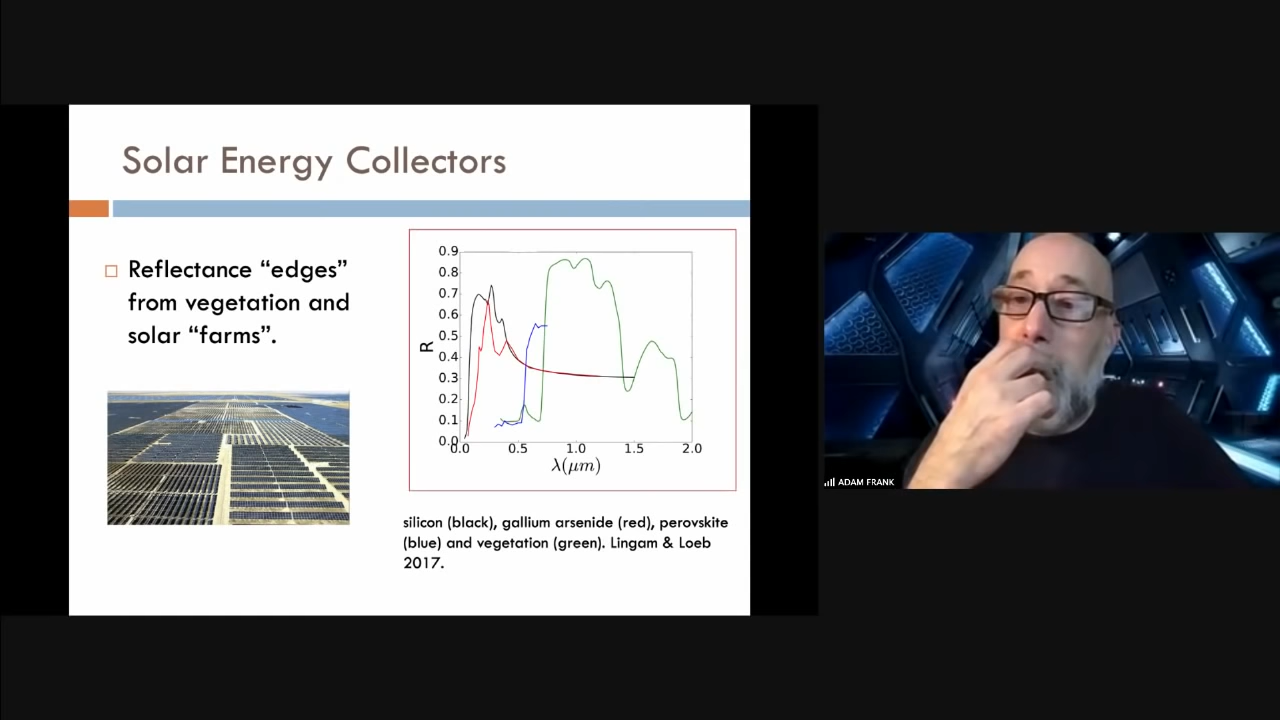 Solar Energy Collectors
Reflectance “edges”
from vegetation and
solar “farms”.
R
0.9
0.8
0.7
0.6
0.5
0.4
0.3
0.2
0.1
0.0
0.0 0.5 1.0 1.5 2.0
λ(μm)
silicon (black), gallium arsenide (red), perovskite
(blue) and vegetation (green). Lingam & Loeb
2017.
ADAM FRANK